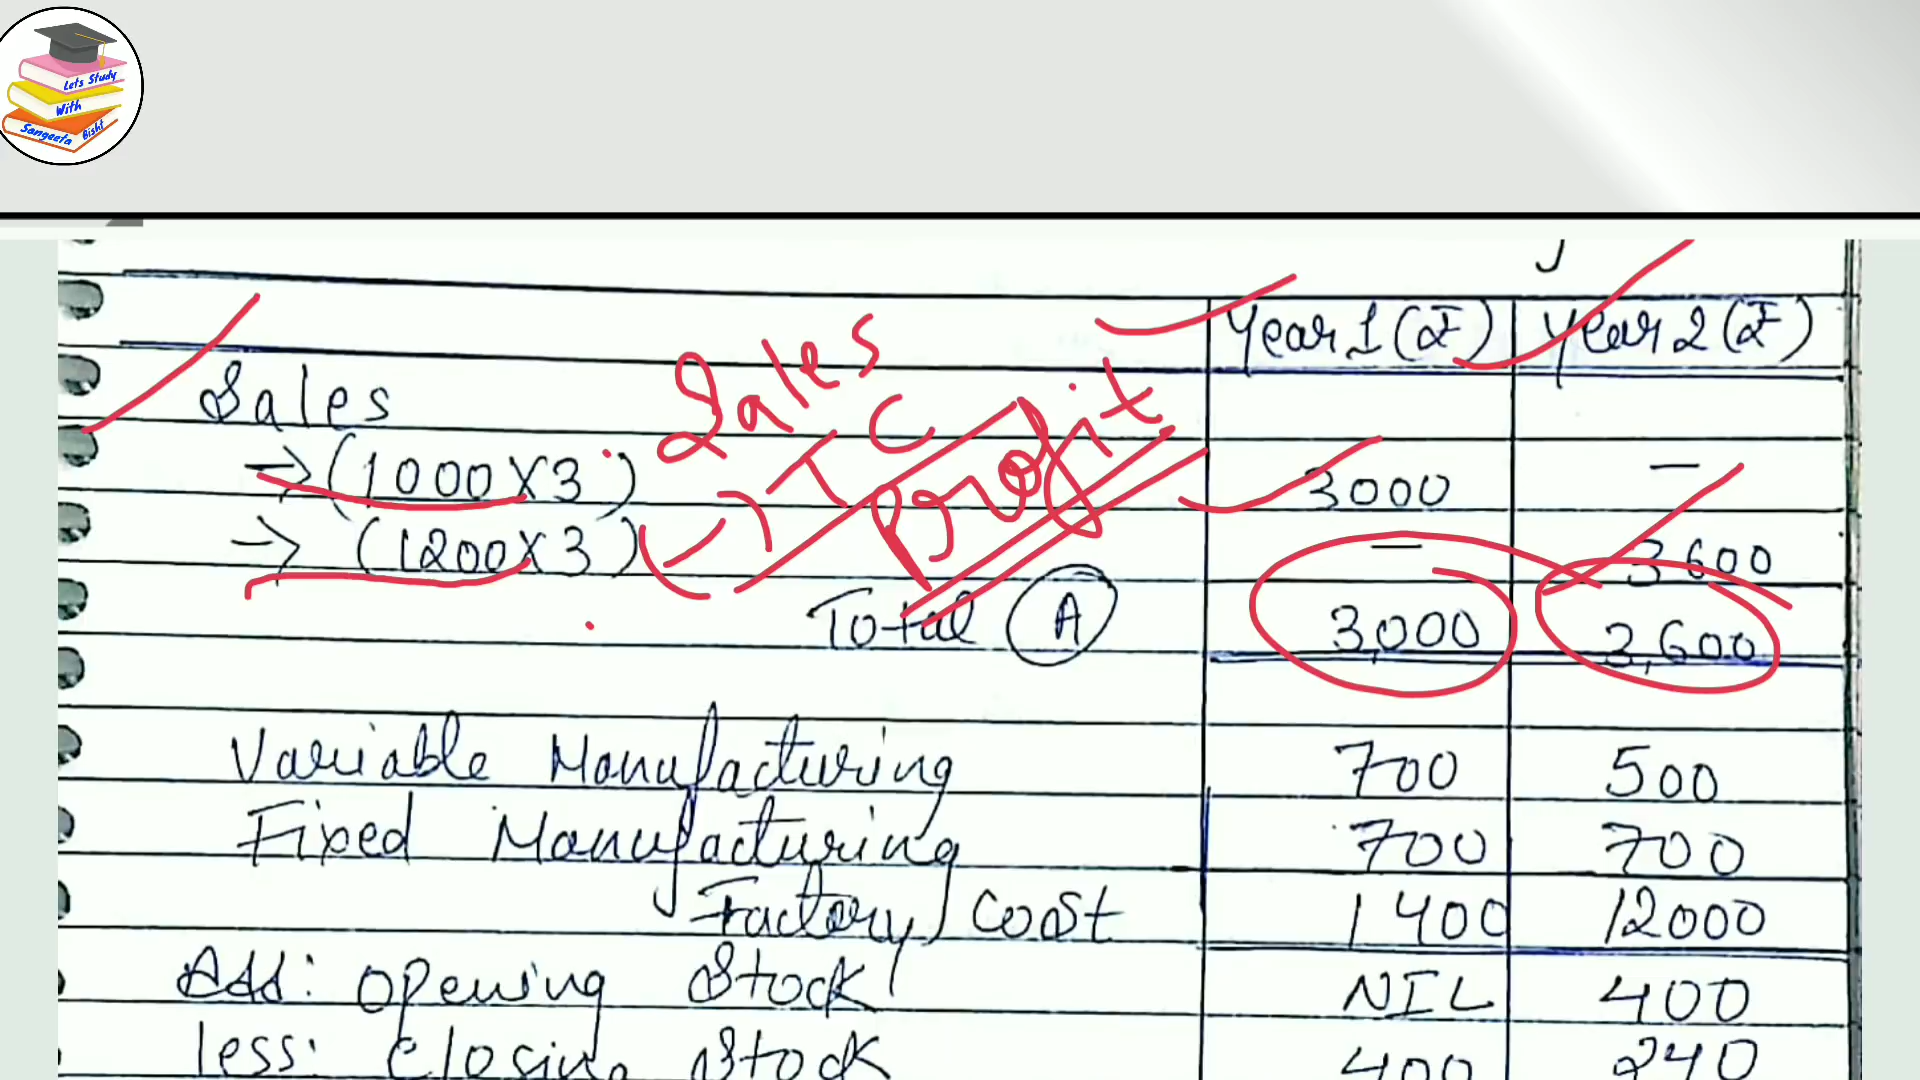 Lets Study
With
Sangeeta Bisht
Year 1 (₹) Year 2 (₹)
Sales
Sales
(-) TC
Profit
→ (1000 X 3) 3000 —
→ (1200 X 3) — 3600
Total A 3,000 3,600
Variable Manufacturing 700 500
Fixed Manufacturing 700 700
Factory Cost 1400 12000
Add: Opening Stock NIL 400
less: Closing Stock 400 240